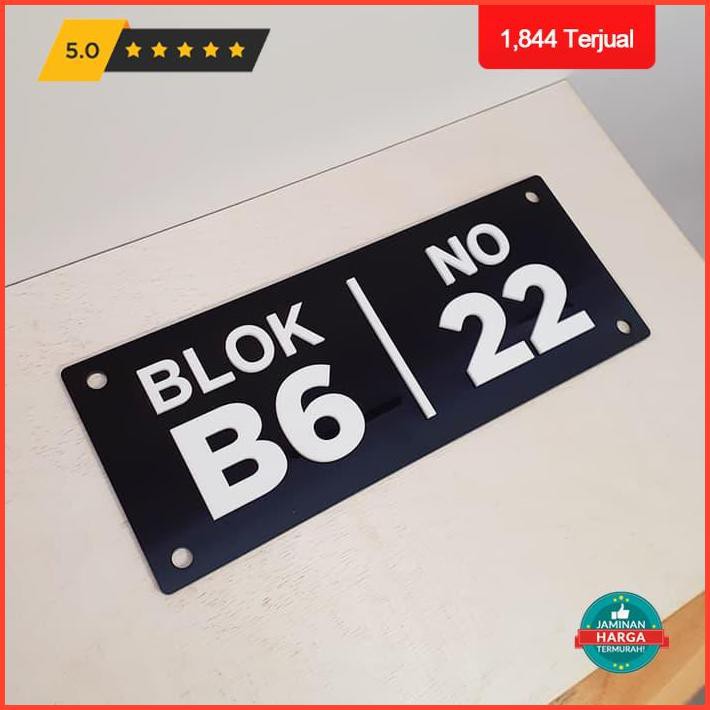 5.0
1,844 Terjual
BLOK
B6
NO
22
JAMINAN
HARGA
TERMURAH!